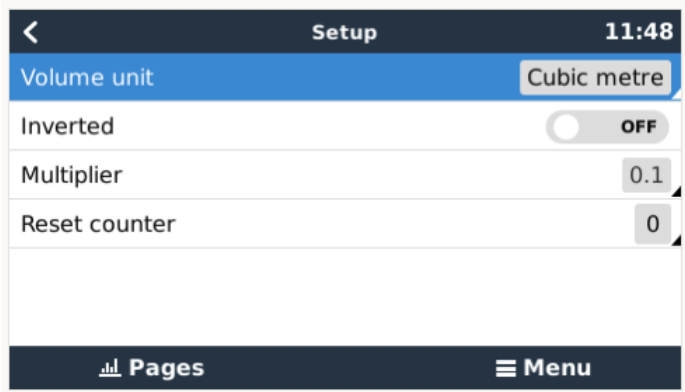 Setup 11:48
Volume unit Cubic metre
Inverted OFF
Multiplier 0.1
Reset counter 0
Pages Menu